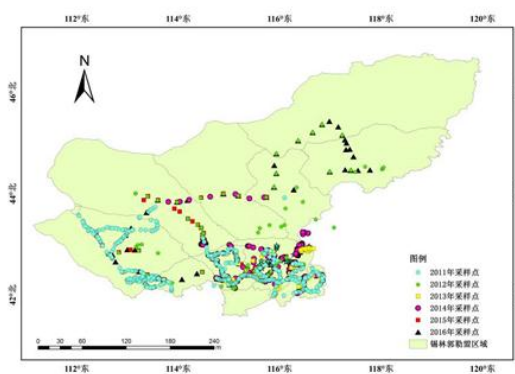 112°东 114°东 116°东 118°东 120°东
N
46°北
44°北
42°北
图例
2011年采样点
2012年采样点
2013年采样点
2014年采样点
2015年采样点
2016年采样点
锡林郭勒盟区域
0 30 60 120 180 240
km
112°东 114°东 116°东 118°东 120°东